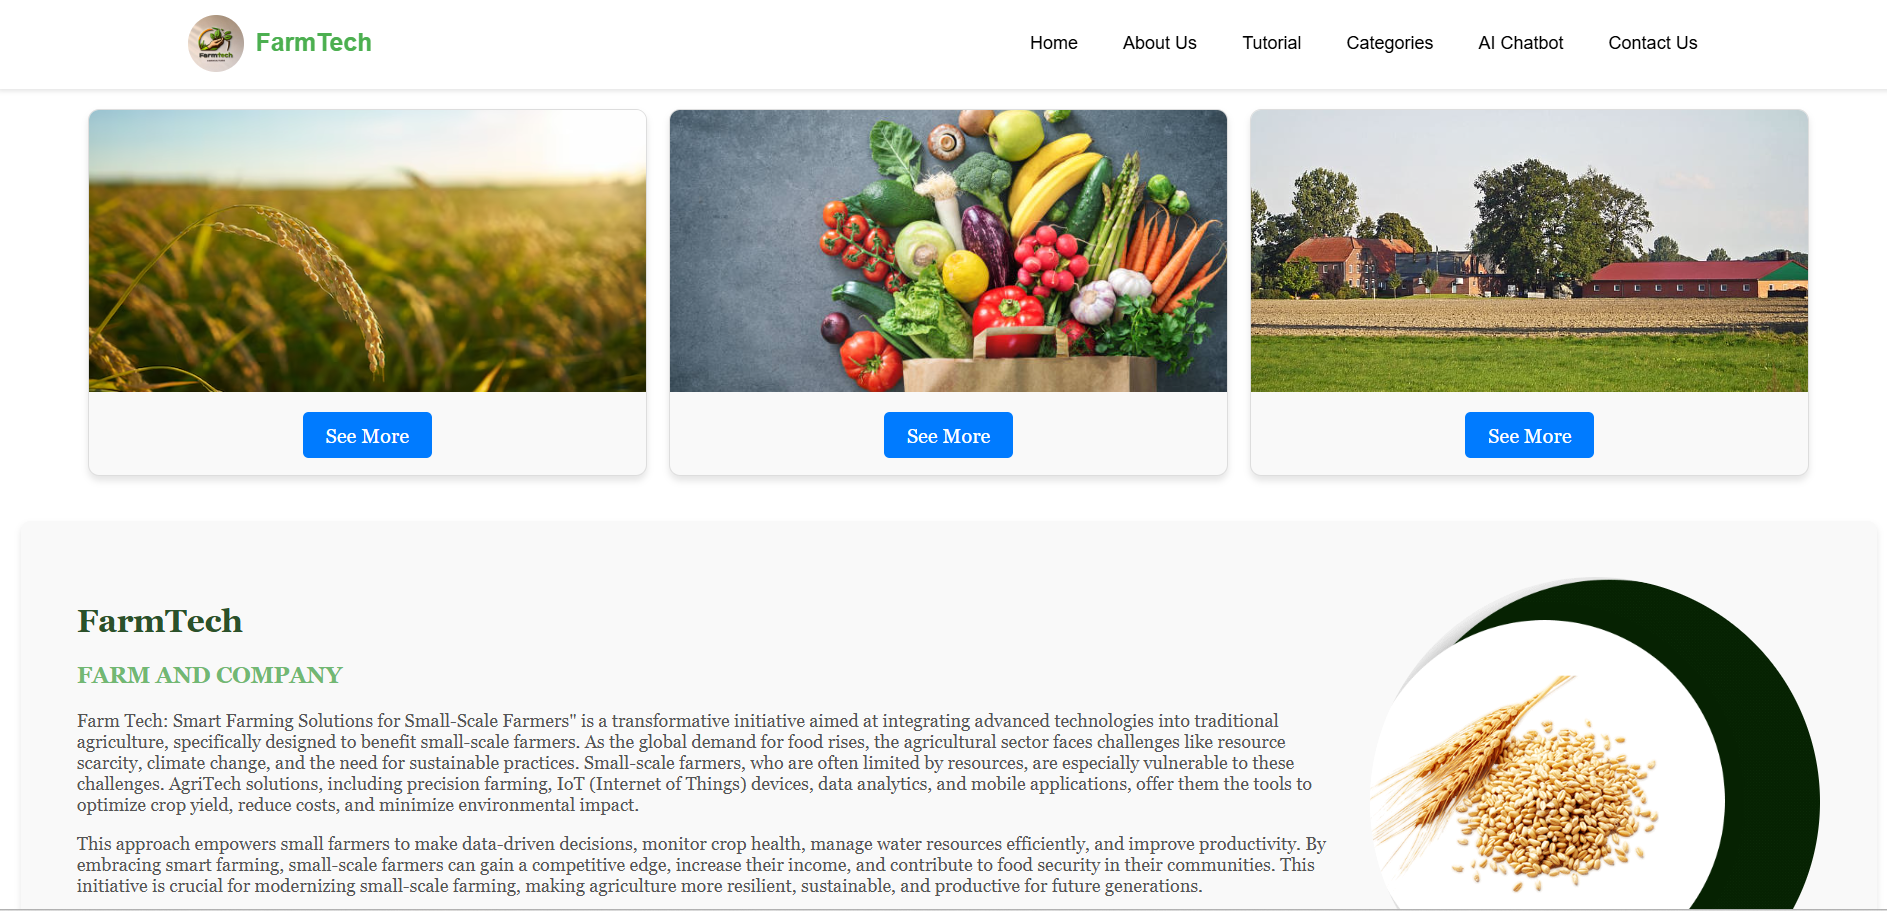 Farmtech
FarmTech
Home
About Us
Tutorial
Categories
AI Chatbot
Contact Us
See More
See More
See More
FarmTech
FARM AND COMPANY
Farm Tech: Smart Farming Solutions for Small-Scale Farmers" is a transformative initiative aimed at integrating advanced technologies into traditional
agriculture, specifically designed to benefit small-scale farmers. As the global demand for food rises, the agricultural sector faces challenges like resource
scarcity, climate change, and the need for sustainable practices. Small-scale farmers, who are often limited by resources, are especially vulnerable to these
challenges. AgriTech solutions, including precision farming, IoT (Internet of Things) devices, data analytics, and mobile applications, offer them the tools to
optimize crop yield, reduce costs, and minimize environmental impact.
This approach empowers small farmers to make data-driven decisions, monitor crop health, manage water resources efficiently, and improve productivity. By
embracing smart farming, small-scale farmers can gain a competitive edge, increase their income, and contribute to food security in their communities. This
initiative is crucial for modernizing small-scale farming, making agriculture more resilient, sustainable, and productive for future generations.